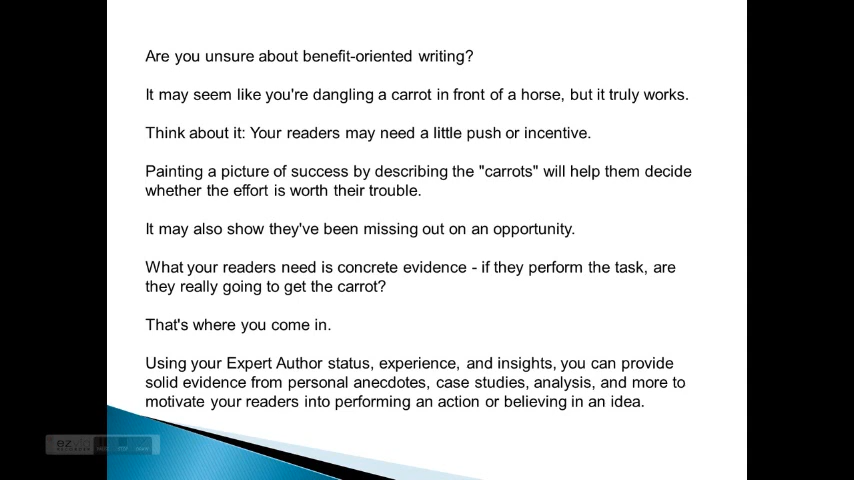 Are you unsure about benefit-oriented writing?
It may seem like you're dangling a carrot in front of a horse, but it truly works.
Think about it: Your readers may need a little push or incentive.
Painting a picture of success by describing the "carrots" will help them decide
whether the effort is worth their trouble.
It may also show they've been missing out on an opportunity.
What your readers need is concrete evidence - if they perform the task, are
they really going to get the carrot?
That's where you come in.
Using your Expert Author status, experience, and insights, you can provide
solid evidence from personal anecdotes, case studies, analysis, and more to
motivate your readers into performing an action or believing in an idea.